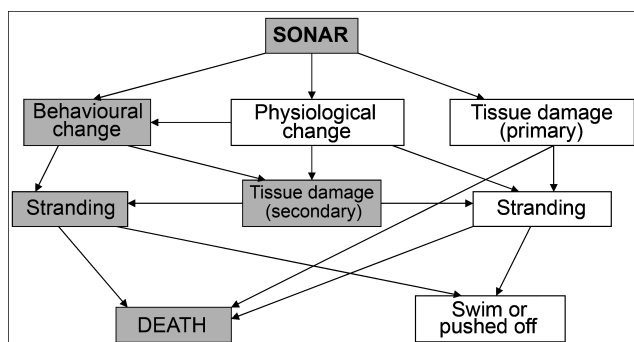 SONAR
Behavioural
change
Physiological
change
Tissue damage
(primary)
Stranding
Tissue damage
(secondary)
Stranding
DEATH
Swim or
pushed off